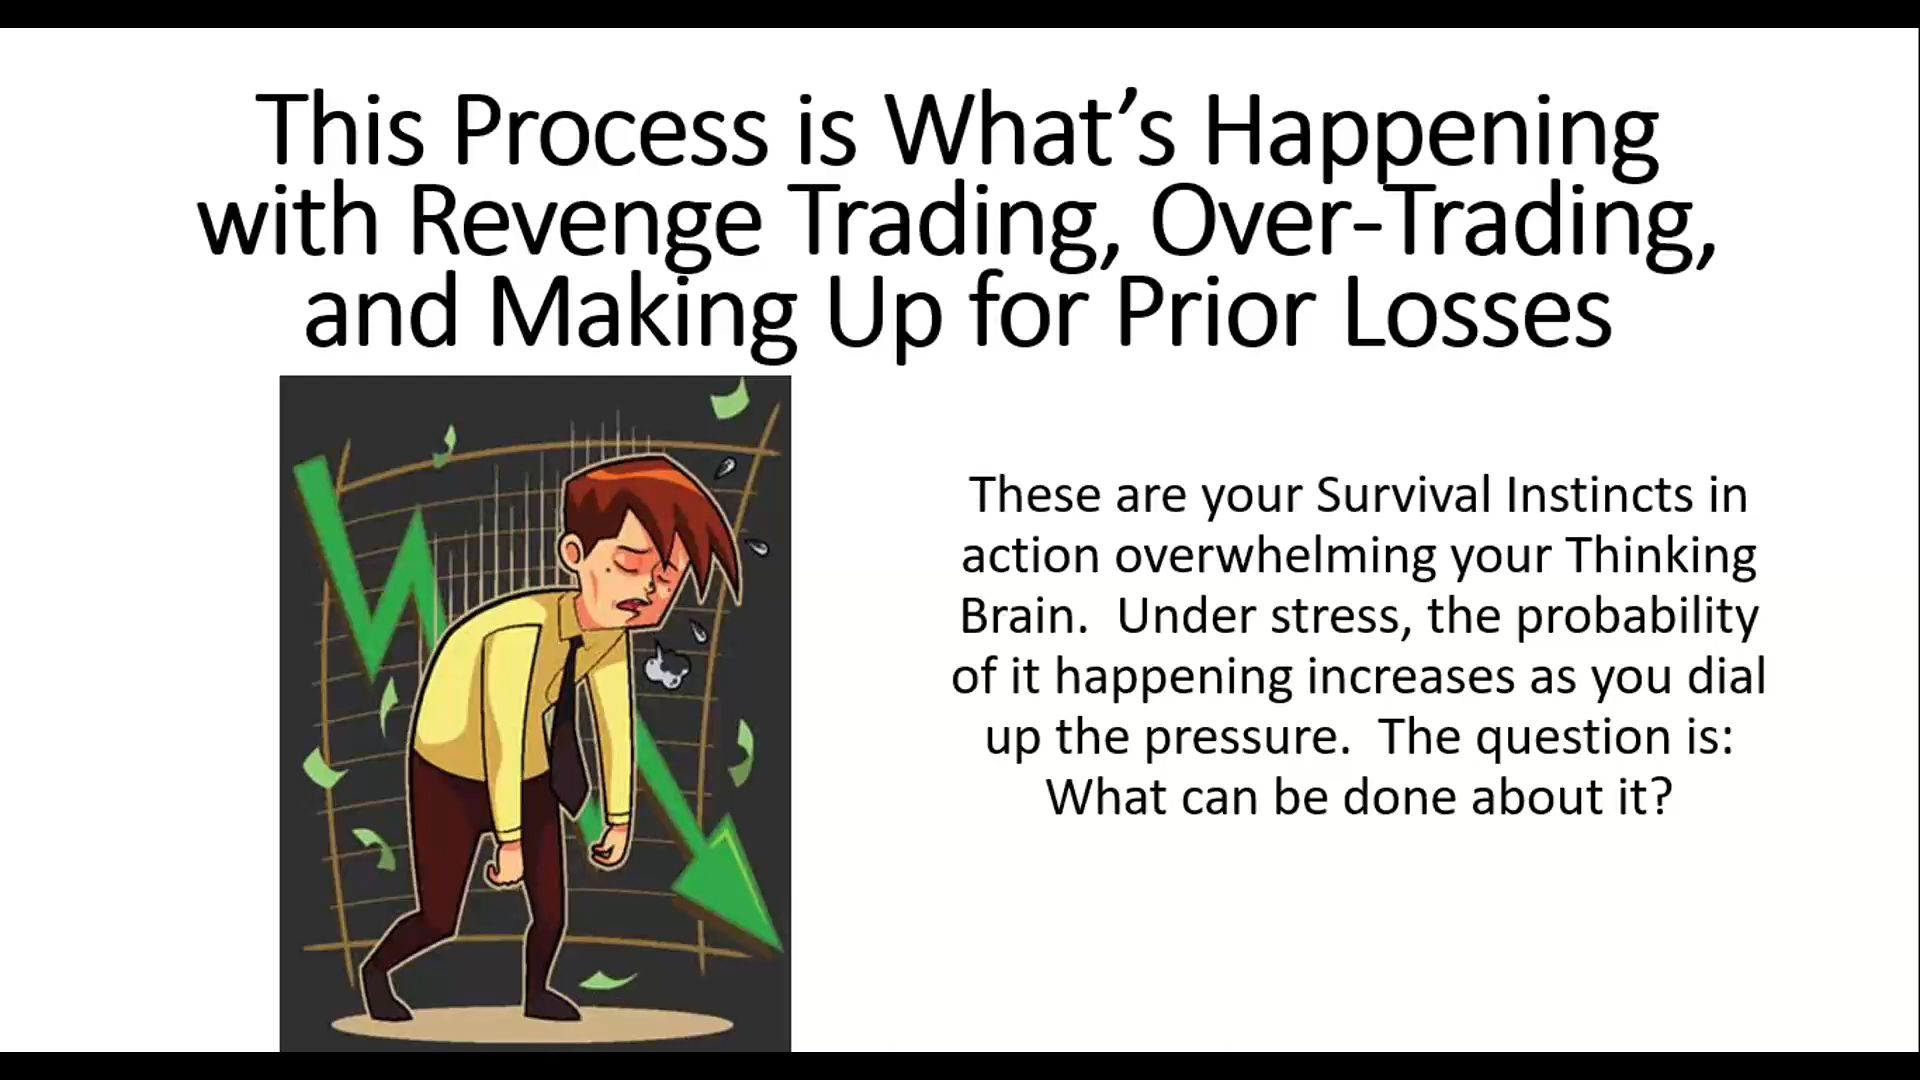 This Process is What’s Happening
with Revenge Trading, Over-Trading,
and Making Up for Prior Losses
These are your Survival Instincts in
action overwhelming your Thinking
Brain.  Under stress, the probability
of it happening increases as you dial
up the pressure.  The question is:
What can be done about it?